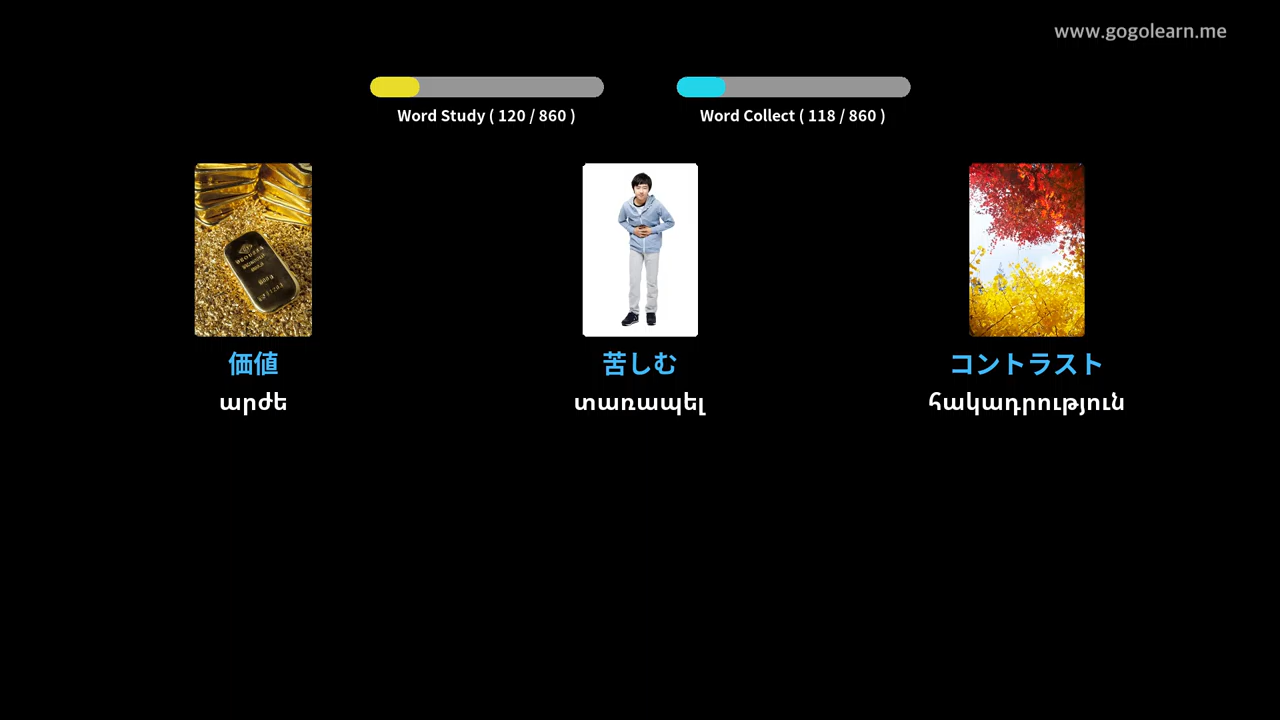 www.gogolearn.me
Word Study ( 120 / 860 )
Word Collect ( 118 / 860 )
価値
苦しむ
コントラスト
արժե
տառապել
հակադրություն